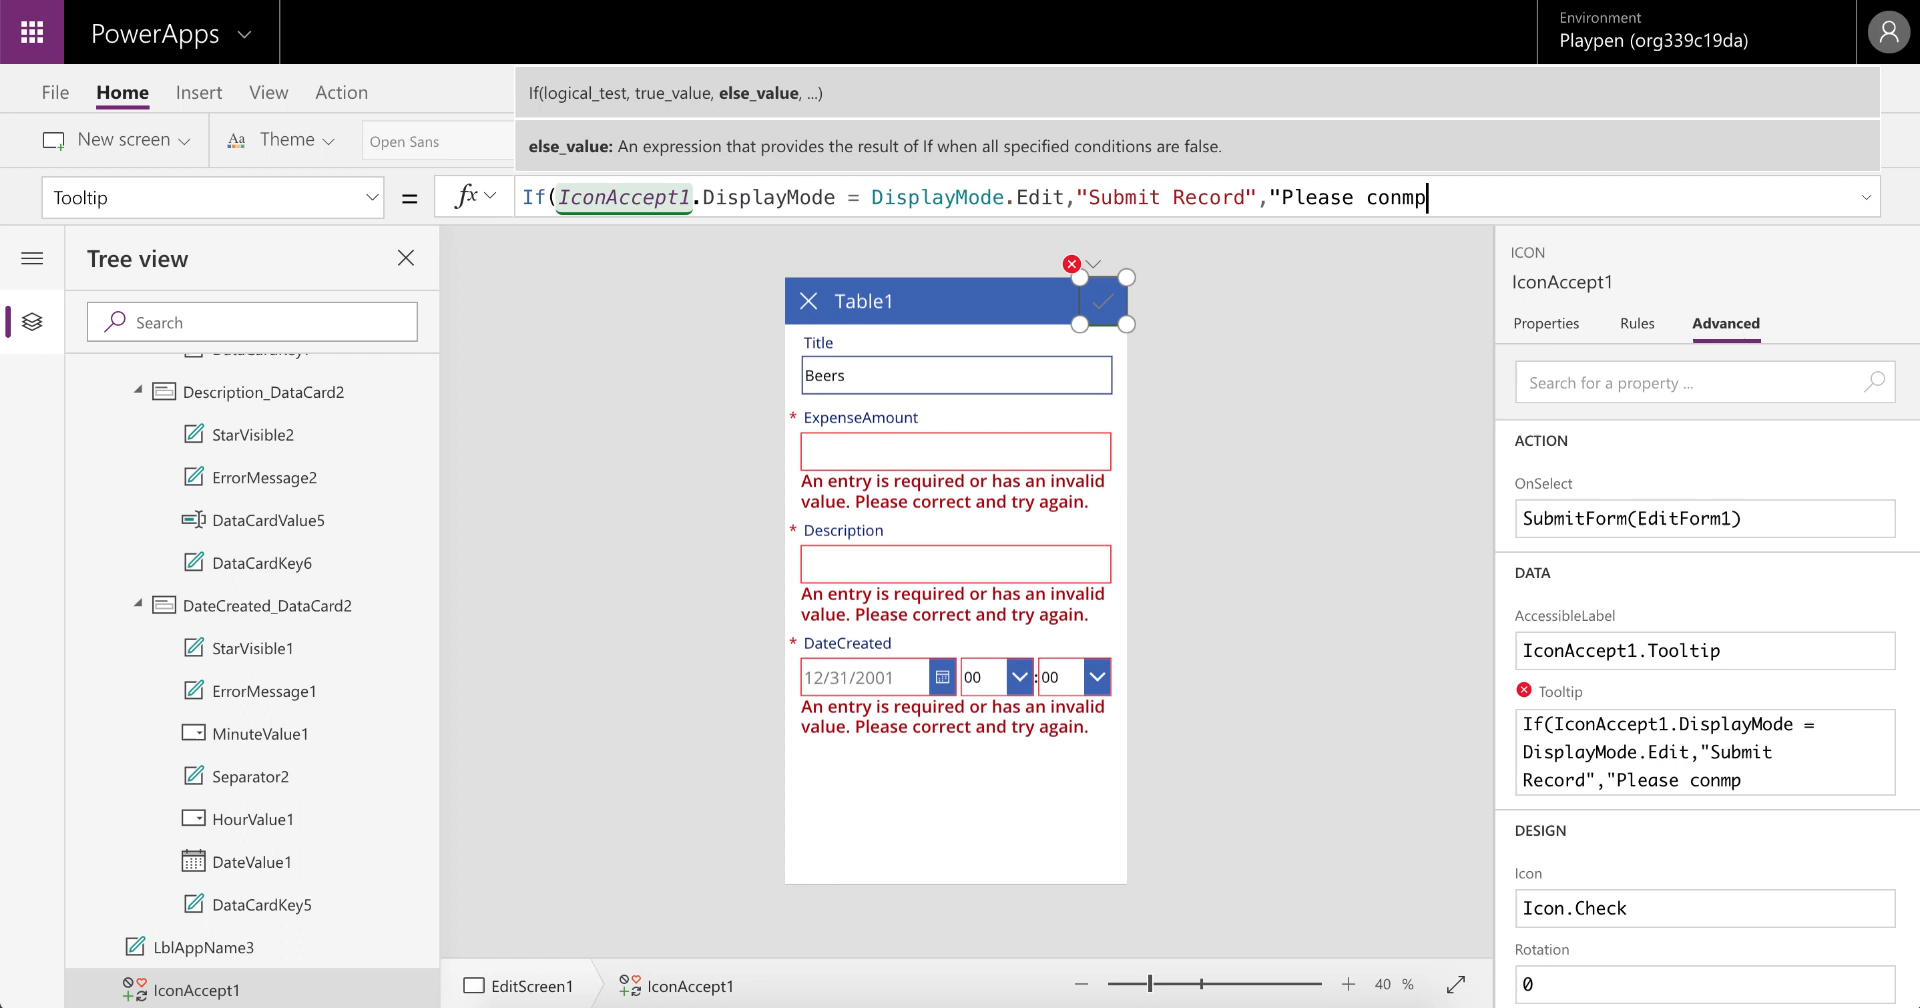 PowerApps
Environment
Playpen (org339c19da)
File Home Insert View Action
If(logical_test, true_value, else_value, ...)
New screen
Aa Theme
Open Sans
else_value: An expression that provides the result of If when all specified conditions are false.
Tooltip
= fx
If(IconAccept1.DisplayMode = DisplayMode.Edit,"Submit Record","Please conmp
Tree view
Search
Description_DataCard2
StarVisible2
ErrorMessage2
DataCardValue5
DataCardKey6
DateCreated_DataCard2
StarVisible1
ErrorMessage1
MinuteValue1
Separator2
HourValue1
DateValue1
DataCardKey5
LblAppName3
IconAccept1
Table1
Title
Beers
* ExpenseAmount
An entry is required or has an invalid
value. Please correct and try again.
* Description
An entry is required or has an invalid
value. Please correct and try again.
* DateCreated
12/31/2001 00 : 00
An entry is required or has an invalid
value. Please correct and try again.
EditScreen1 IconAccept1
40 %
ICON
IconAccept1
Properties Rules Advanced
Search for a property ...
ACTION
OnSelect
SubmitForm(EditForm1)
DATA
AccessibleLabel
IconAccept1.Tooltip
Tooltip
If(IconAccept1.DisplayMode =
DisplayMode.Edit,"Submit
Record","Please conmp
DESIGN
Icon
Icon.Check
Rotation
0